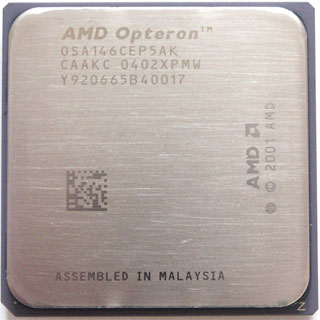 AMD Opteron™
OSA146CEP5AK
CAAKC 0402XPMW
Y920665B40017
AMD
© 2001 AMD
ASSEMBLED IN MALAYSIA
Z